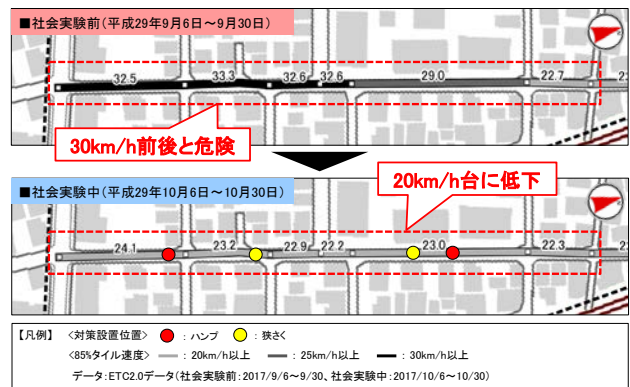 ■社会実験前（平成29年9月6日～9月30日）
32.5 33.3 32.6 32.6 29.0 22.7
30km/h前後と危険
■社会実験中（平成29年10月6日～10月30日）
20km/h台に低下
24.1 23.2 22.9 22.2 23.0 22.3
【凡例】 <対策設置位置> ：ハンプ ：狭さく
<85%タイル速度> ：20km/h以上 ：25km/h以上 ：30km/h以上
データ：ETC2.0データ（社会実験前：2017/9/6～9/30、社会実験中：2017/10/6～10/30）